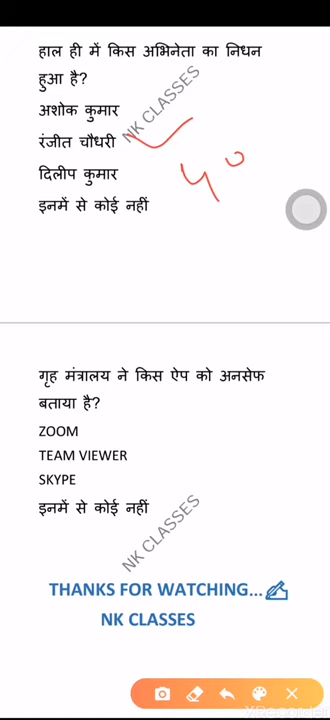 हाल ही में किस अभिनेता का निधन
हुआ है?
अशोक कुमार
रंजीत चौधरी
दिलीप कुमार
इनमें से कोई नहीं
NK CLASSES
गृह मंत्रालय ने किस ऐप को अनसेफ
बताया है?
ZOOM
TEAM VIEWER
SKYPE
इनमें से कोई नहीं
NK CLASSES
THANKS FOR WATCHING...
NK CLASSES